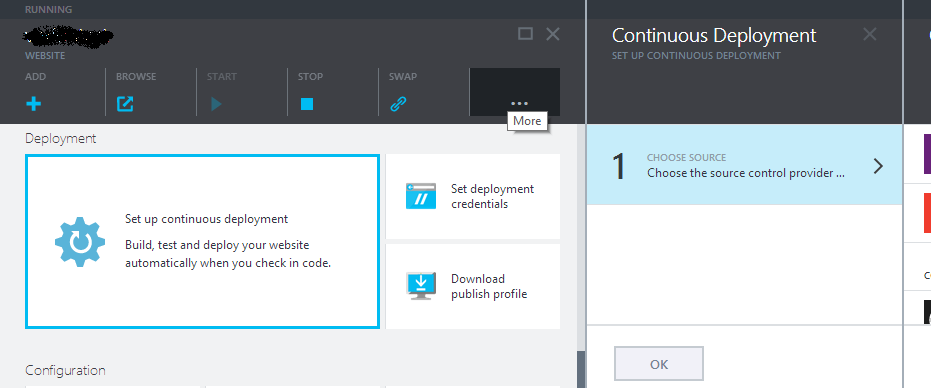 RUNNING
WEBSITE
ADD
BROWSE
START
STOP
SWAP
...
More
Deployment
Set up continuous deployment
Build, test and deploy your website
automatically when you check in code.
Set deployment
credentials
Download
publish profile
Configuration
Continuous Deployment
SET UP CONTINUOUS DEPLOYMENT
1
CHOOSE SOURCE
Choose the source control provider ...
OK